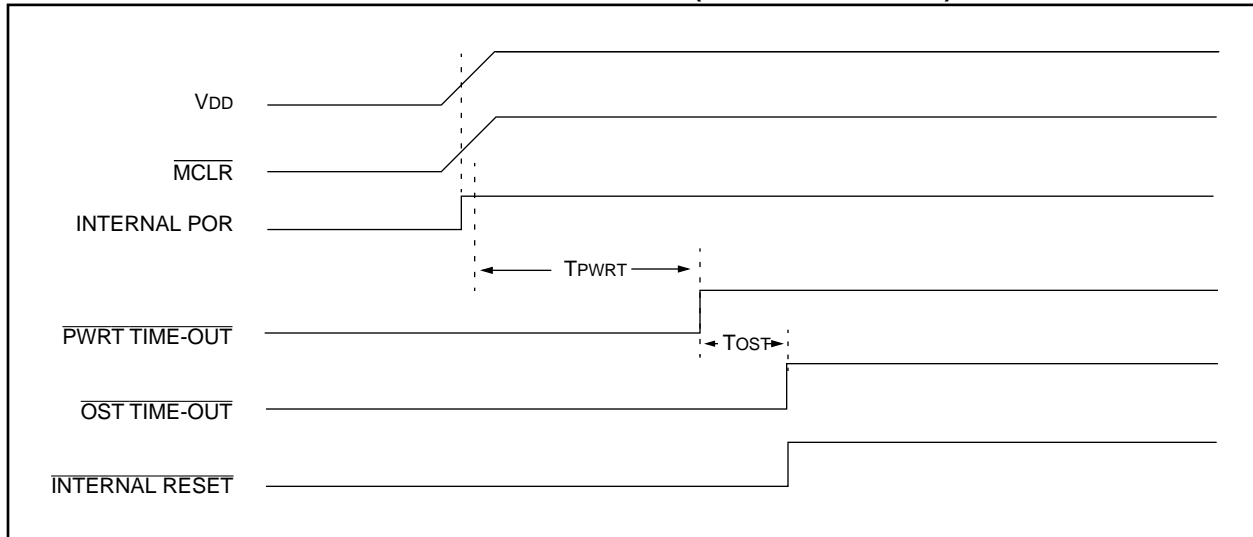 VDD
MCLR
INTERNAL POR
TPWRT
PWRT TIME-OUT
TOST
OST TIME-OUT
INTERNAL RESET